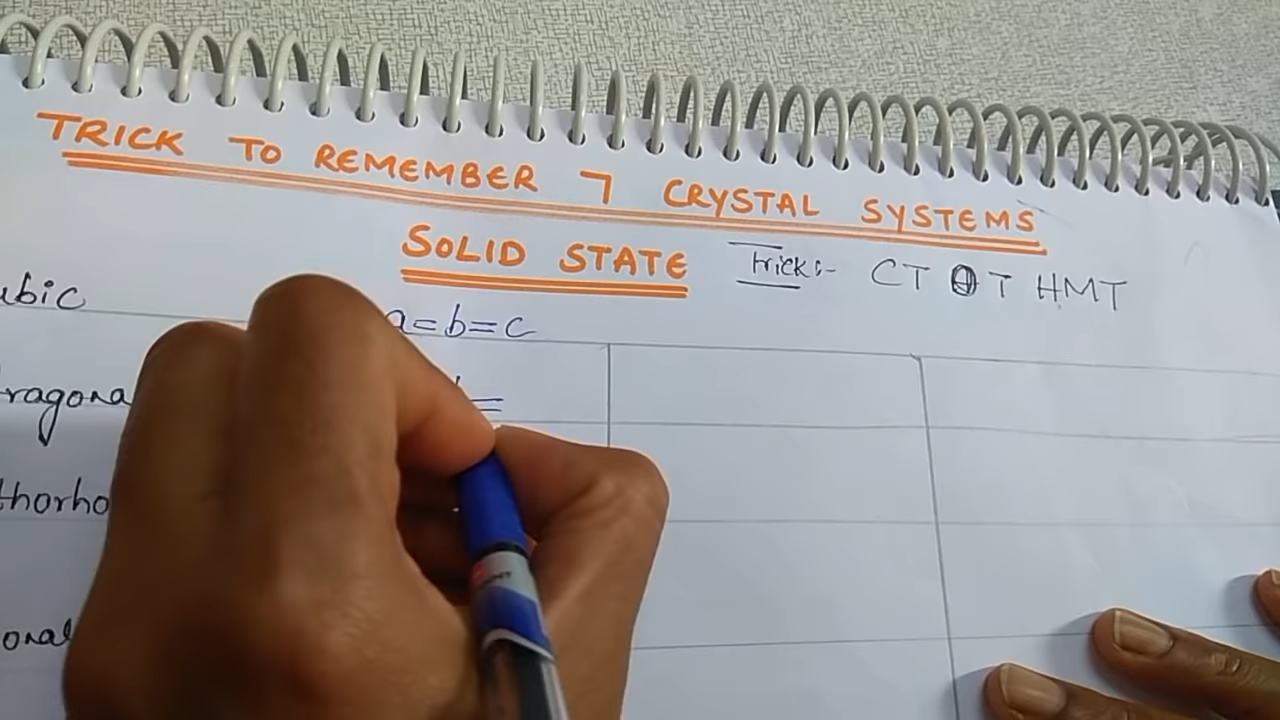 TRICK TO REMEMBER 7 CRYSTAL SYSTEMS
SOLID STATE
Trick:- CT O T HMT
ubic
a=b=c
ragona
=
thorho
onal